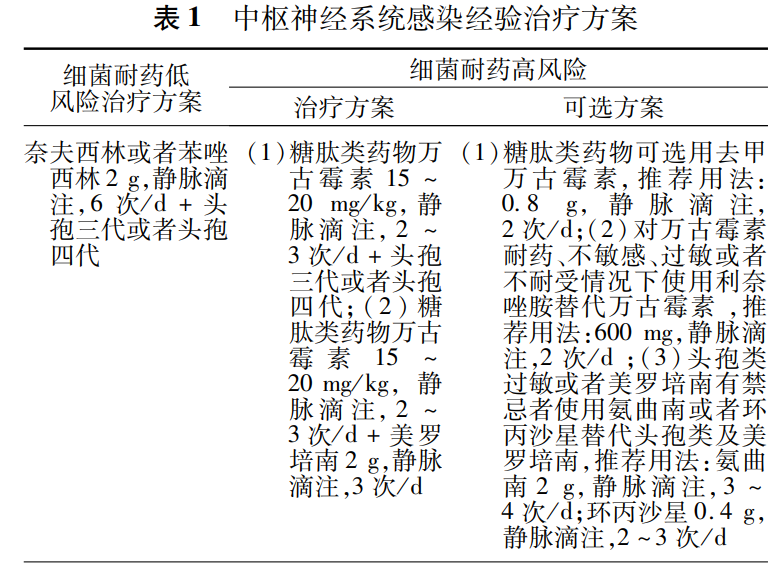 表 1 中枢神经系统感染经验治疗方案
细菌耐药低
风险治疗方案
细菌耐药高风险
治疗方案
可选方案
奈夫西林或者苯唑
西林 2 g,静脉滴
注,6 次/d + 头
孢三代或者头孢
四代
(1)糖肽类药物万
古霉素 15 ~
20 mg/kg, 静
脉滴注, 2 ~
3 次/d + 头孢
三代或者头孢
四代; (2) 糖
肽类药物万古
霉素 15 ~
20 mg/kg, 静
脉滴注, 2 ~
3 次/d + 美罗
培南 2 g,静脉
滴注,3 次/d
(1)糖肽类药物可选用去甲
万古霉素, 推荐用法:
0.8 g, 静脉滴注,
2 次/d;(2)对万古霉素
耐药、不敏感、过敏或者
不耐受情况下使用利奈
唑胺替代万古霉素 ,推
荐用法:600 mg,静脉滴
注,2 次/d ;(3)头孢类
过敏或者美罗培南有禁
忌者使用氨曲南或者环
丙沙星替代头孢类及美
罗培南,推荐用法:氨曲
南 2 g, 静脉滴注, 3 ~
4 次/d;环丙沙星 0.4 g,
静脉滴注,2 ~ 3 次/d